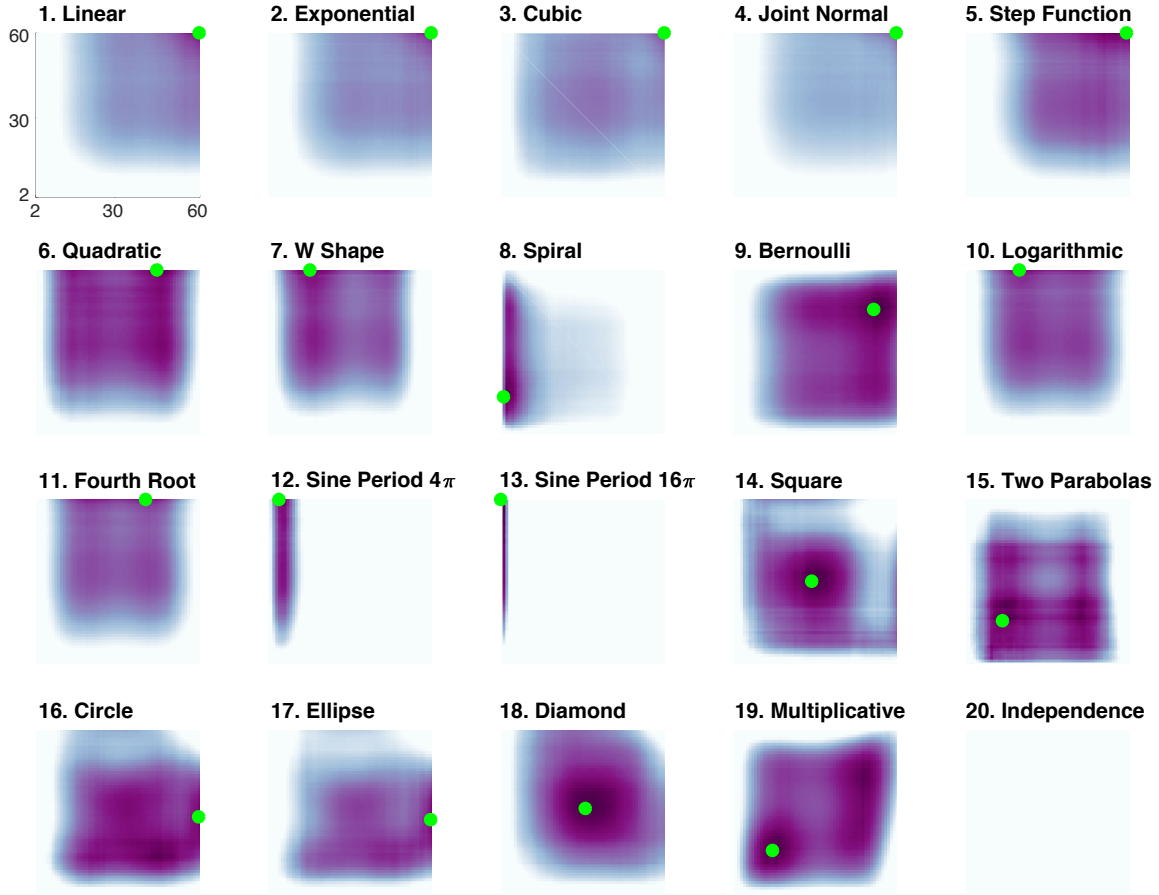 1. Linear
2. Exponential
3. Cubic
4. Joint Normal
5. Step Function
60
30
2
2
30
60
6. Quadratic
7. W Shape
8. Spiral
9. Bernoulli
10. Logarithmic
11. Fourth Root
12. Sine Period 4π
13. Sine Period 16π
14. Square
15. Two Parabolas
16. Circle
17. Ellipse
18. Diamond
19. Multiplicative
20. Independence